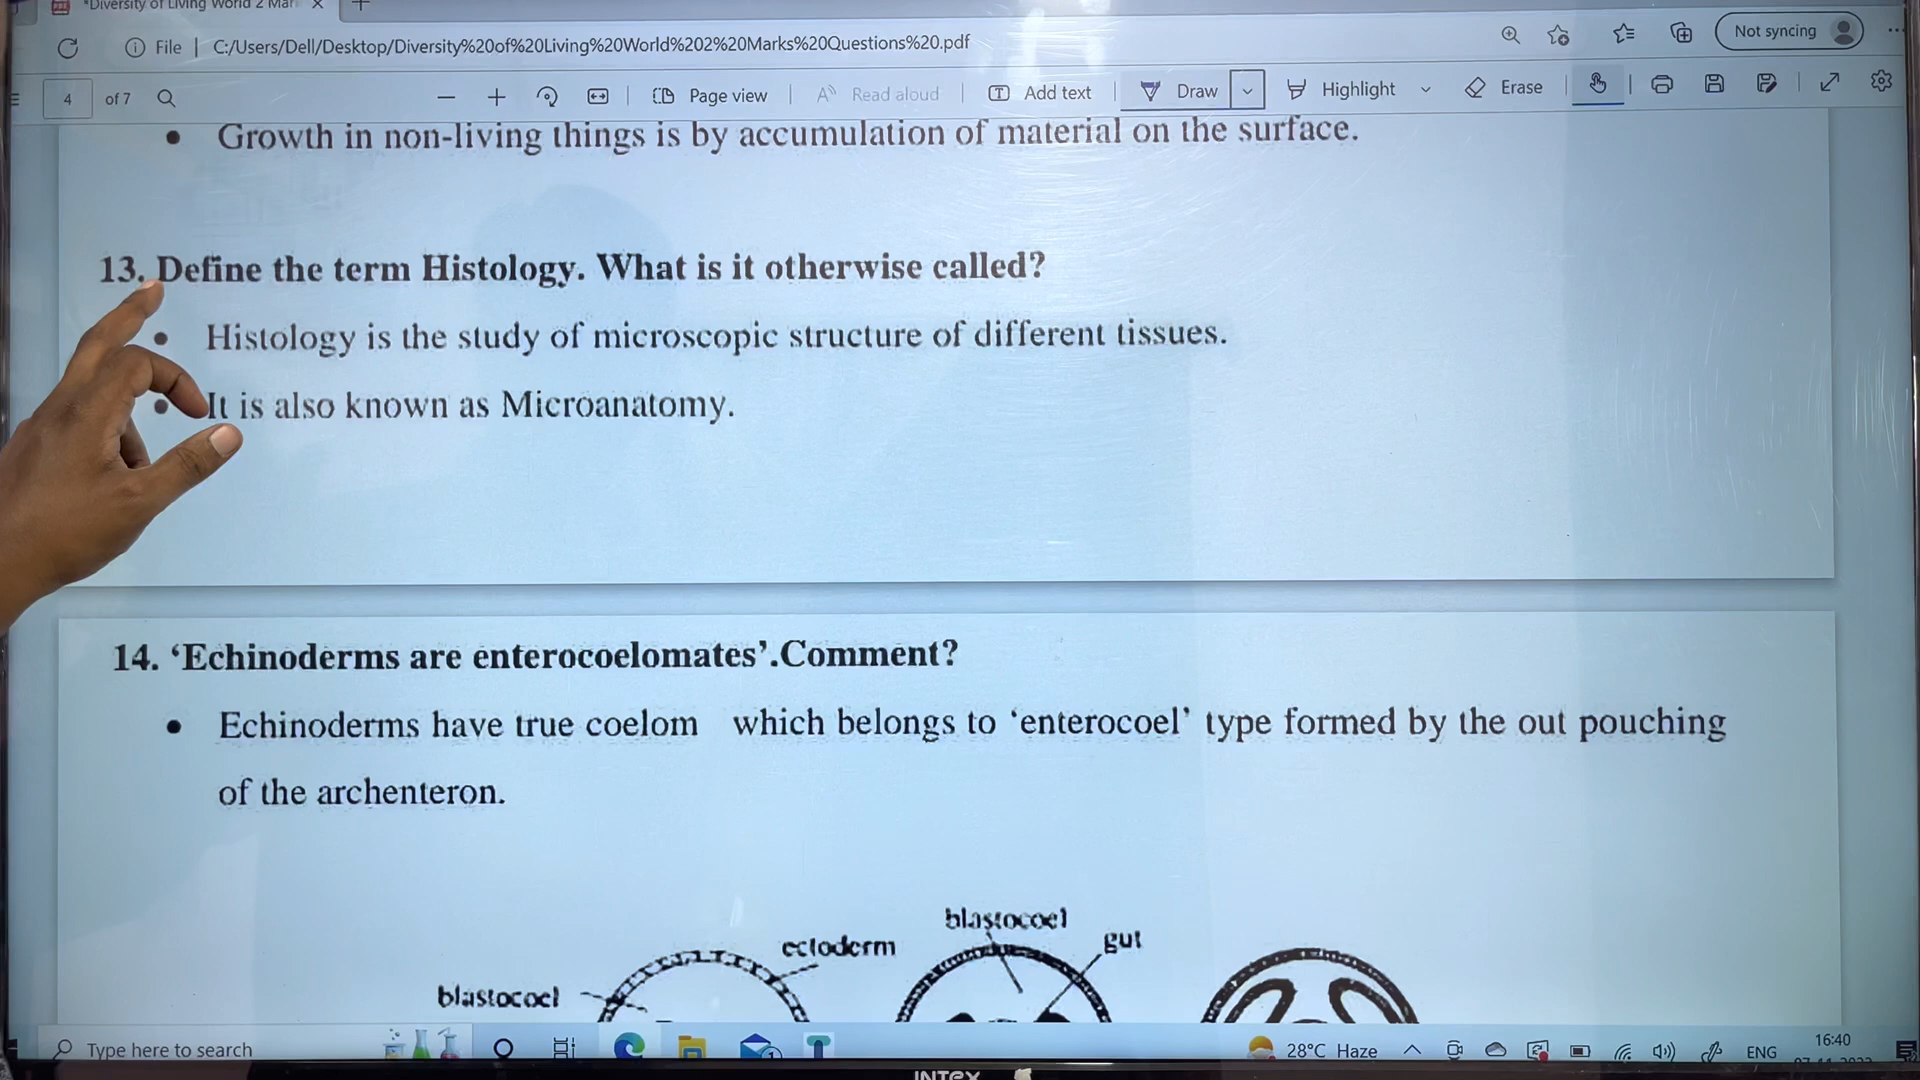 *Diversity of Living World 2 Mar
File | C:/Users/Dell/Desktop/Diversity%20of%20Living%20World%202%20Marks%20Questions%20.pdf
Not syncing
4 of 7
Page view
Read aloud
Add text
Draw
Highlight
Erase
• Growth in non-living things is by accumulation of material on the surface.
13. Define the term Histology. What is it otherwise called?
• Histology is the study of microscopic structure of different tissues.
• It is also known as Microanatomy.
14. ‘Echinoderms are enterocoelomates’.Comment?
• Echinoderms have true coelom which belongs to ‘enterocoel’ type formed by the out pouching
of the archenteron.
blastocoel
ectoderm
gut
blastocoel
Type here to search
28°C Haze
ENG
16:40
INTEX